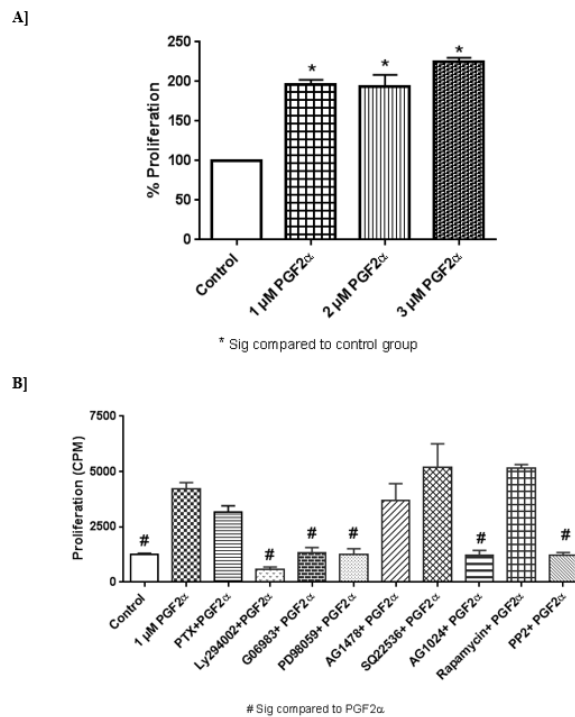 A]
% Proliferation
250
200
150
100
50
0
*
*
*
Control
1 µM PGF2α
2 µM PGF2α
3 µM PGF2α
* Sig compared to control group
B]
Proliferation (CPM)
7500
5000
2500
0
#
#
#
#
#
#
Control
1 µM PGF2α
PTX+PGF2α
Ly294002+PGF2α
G06983+ PGF2α
PD98059+ PGF2α
AG1478+ PGF2α
SQ22536+ PGF2α
AG1024+ PGF2α
Rapamycin+ PGF2α
PP2+ PGF2α
# Sig compared to PGF2α